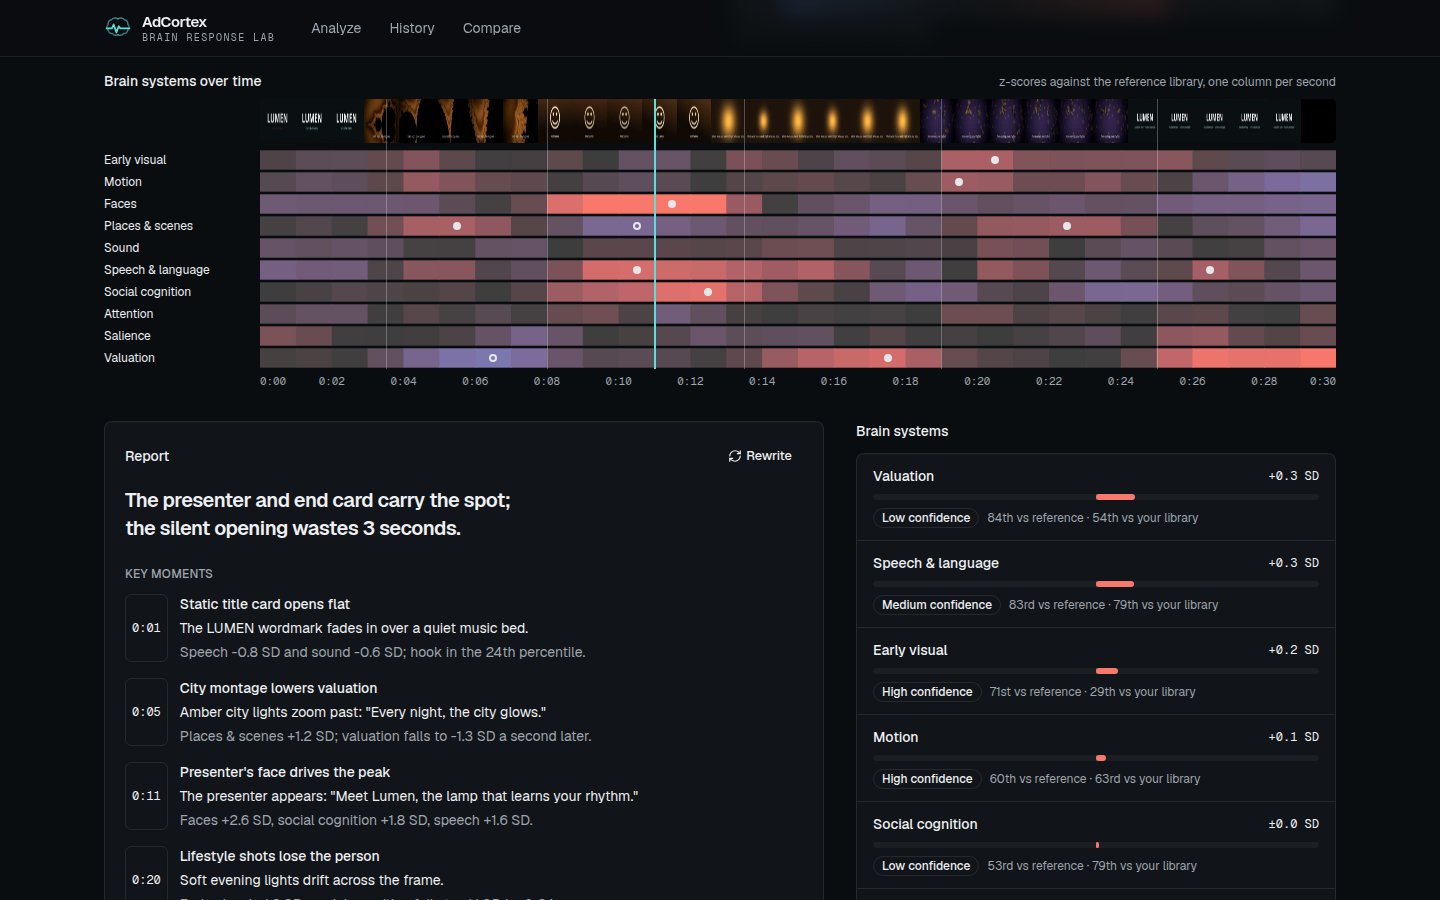 AdCortex
BRAIN RESPONSE LAB
Analyze
History
Compare
Brain systems over time
z-scores against the reference library, one column per second
LUMEN LUMEN LUMEN
LUMEN LUMEN LUMEN LUMEN LUMEN
Early visual
Motion
Faces
Places & scenes
Sound
Speech & language
Social cognition
Attention
Salience
Valuation
0:00 0:02 0:04 0:06 0:08 0:10 0:12 0:14 0:16 0:18 0:20 0:22 0:24 0:26 0:28 0:30
Report
Rewrite
The presenter and end card carry the spot;
the silent opening wastes 3 seconds.
KEY MOMENTS
0:01
Static title card opens flat
The LUMEN wordmark fades in over a quiet music bed.
Speech -0.8 SD and sound -0.6 SD; hook in the 24th percentile.
0:05
City montage lowers valuation
Amber city lights zoom past: "Every night, the city glows."
Places & scenes +1.2 SD; valuation falls to -1.3 SD a second later.
0:11
Presenter's face drives the peak
The presenter appears: "Meet Lumen, the lamp that learns your rhythm."
Faces +2.6 SD, social cognition +1.8 SD, speech +1.6 SD.
0:20
Lifestyle shots lose the person
Soft evening lights drift across the frame.
Brain systems
Valuation
+0.3 SD
Low confidence
84th vs reference · 54th vs your library
Speech & language
+0.3 SD
Medium confidence
83rd vs reference · 79th vs your library
Early visual
+0.2 SD
High confidence
71st vs reference · 29th vs your library
Motion
+0.1 SD
High confidence
60th vs reference · 63rd vs your library
Social cognition
±0.0 SD
Low confidence
53rd vs reference · 79th vs your library